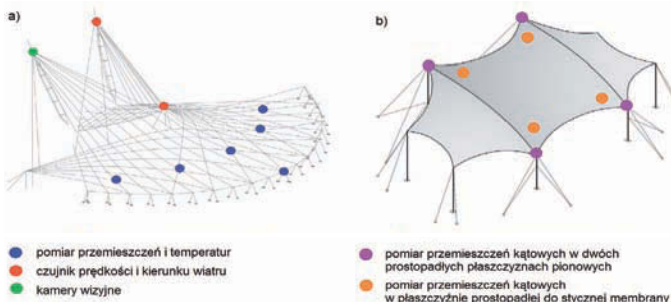 a)
b)
pomiar przemieszczeń i temperatur
czujnik prędkości i kierunku wiatru
kamery wizyjne
pomiar przemieszczeń kątowych w dwóch
prostopadłych płaszczyznach pionowych
pomiar przemieszczeń kątowych
w płaszczyźnie prostopadłej do stycznej membrany